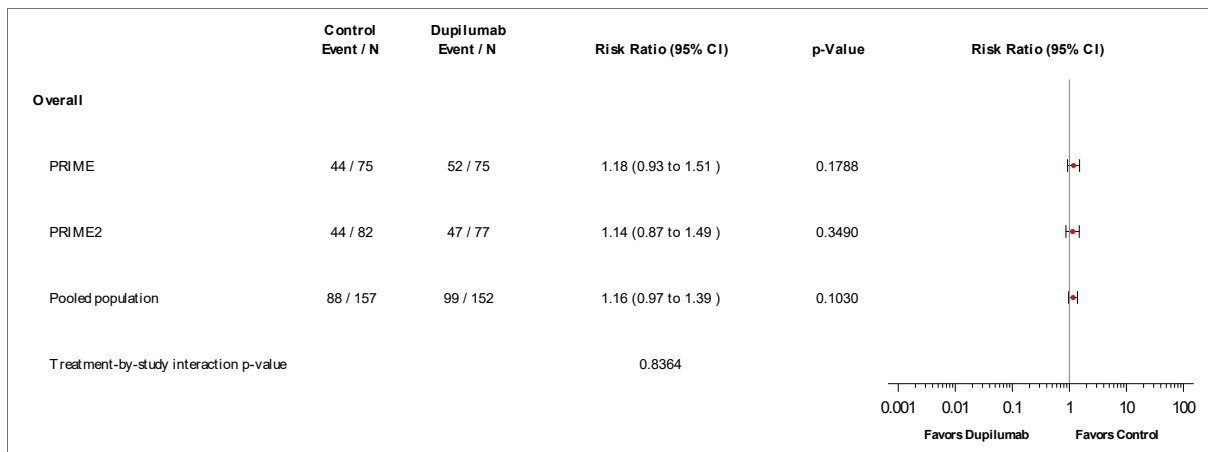 Control Dupilumab
Event / N Event / N Risk Ratio (95% CI) p-Value Risk Ratio (95% CI)
Overall
PRIME 44 / 75 52 / 75 1.18 (0.93 to 1.51 ) 0.1788
PRIME2 44 / 82 47 / 77 1.14 (0.87 to 1.49 ) 0.3490
Pooled population 88 / 157 99 / 152 1.16 (0.97 to 1.39 ) 0.1030
Treatment-by-study interaction p-value 0.8364
0.001 0.01 0.1 1 10 100
Favors Dupilumab Favors Control